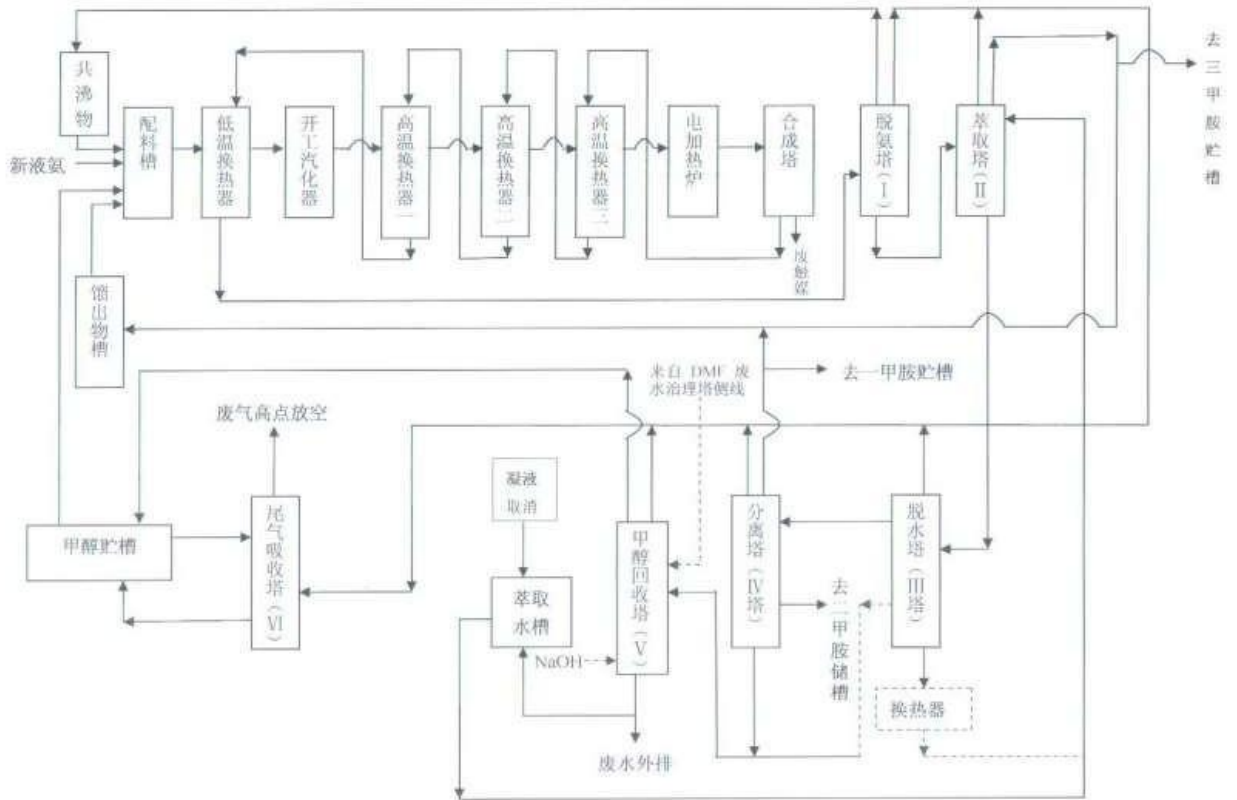 共沸物
新液氨
配料槽
低温换热器
开工汽化器
高温换热器一
高温换热器二
高温换热器三
电加热炉
合成塔
废触媒
脱氨塔(Ⅰ)
萃取塔(Ⅱ)
去三甲胺贮槽
馏出物槽
来自 DMF 废
水治理塔侧线
去一甲胺贮槽
废气高点放空
甲醇贮槽
尾气吸收塔(Ⅵ)
凝液
取消
萃取
水槽
NaOH
甲醇回收塔(Ⅴ)
分离塔(Ⅳ塔)
去二甲胺储槽
脱水塔(Ⅲ塔)
换热器
废水外排